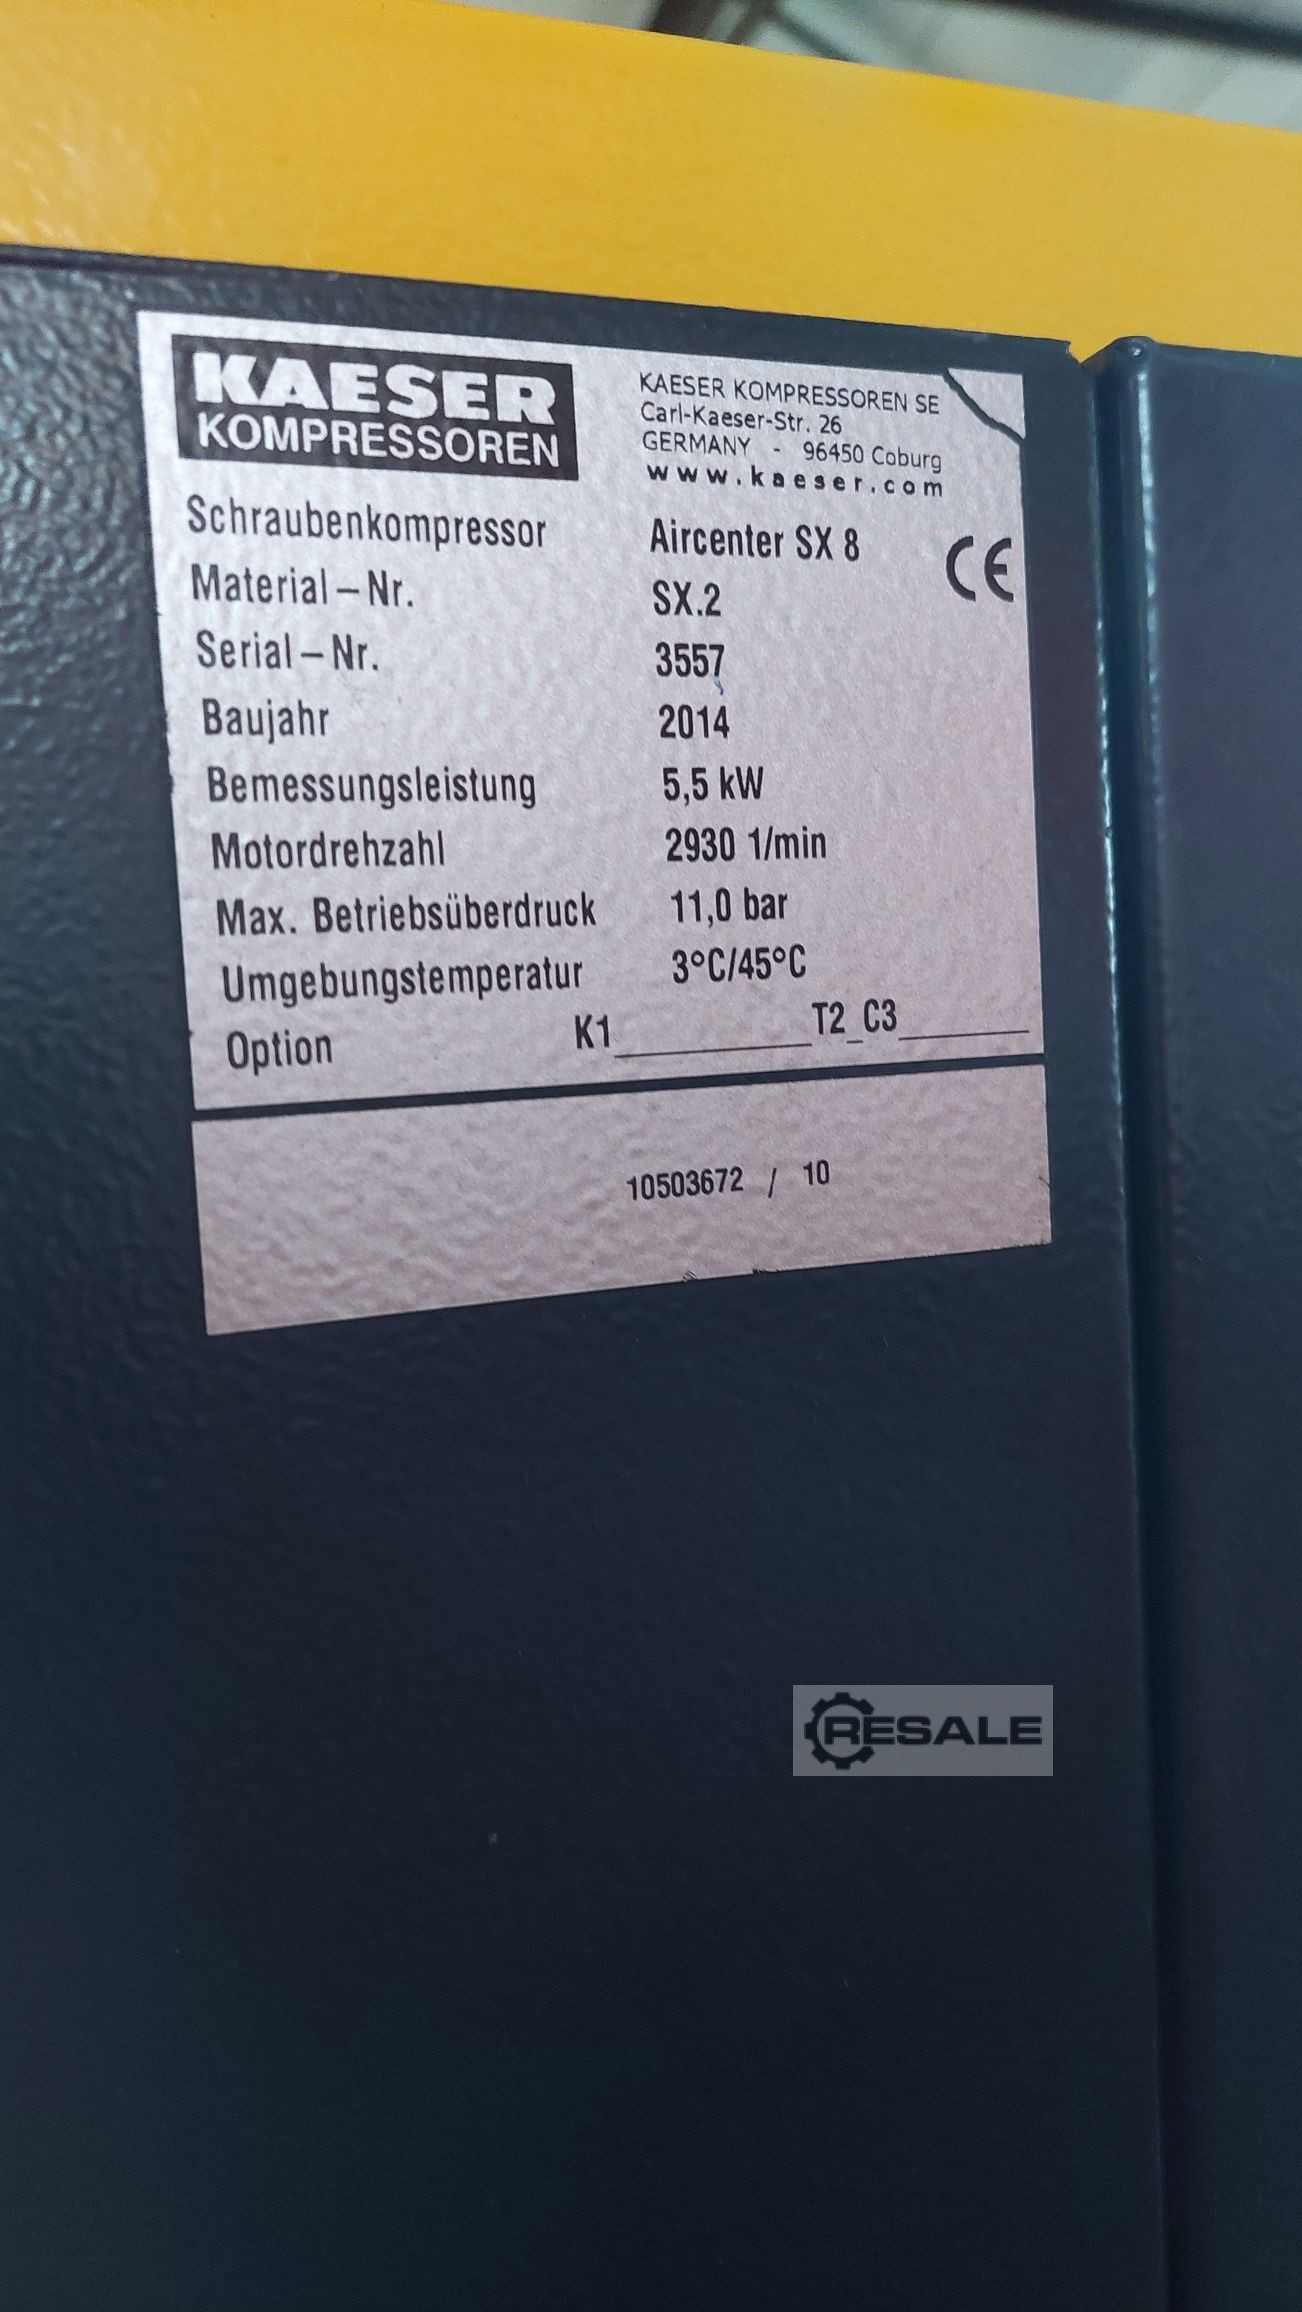 KAESER
KOMPRESSOREN
KAESER KOMPRESSOREN SE
Carl-Kaeser-Str. 26
GERMANY - 96450 Coburg
www.kaeser.com
Schraubenkompressor Aircenter SX 8 CE
Material-Nr. SX.2
Serial-Nr. 3557
Baujahr 2014
Bemessungsleistung 5,5 kW
Motordrehzahl 2930 1/min
Max. Betriebsüberdruck 11,0 bar
Umgebungstemperatur 3°C/45°C
Option K1__________T2_C3________
10503672 / 10
RESALE